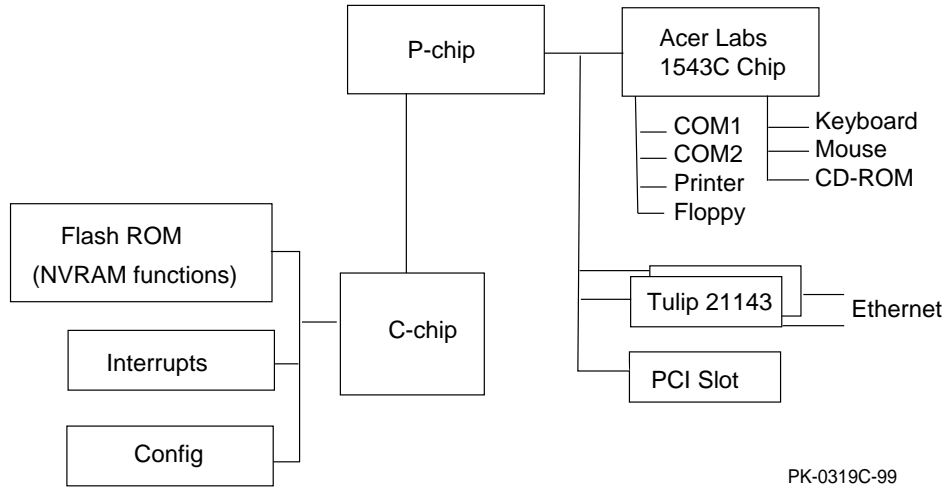 P-chip
Acer Labs
1543C Chip
COM1
COM2
Printer
Floppy
Keyboard
Mouse
CD-ROM
Flash ROM
(NVRAM functions)
Interrupts
Config
C-chip
Tulip 21143
Ethernet
PCI Slot
PK-0319C-99